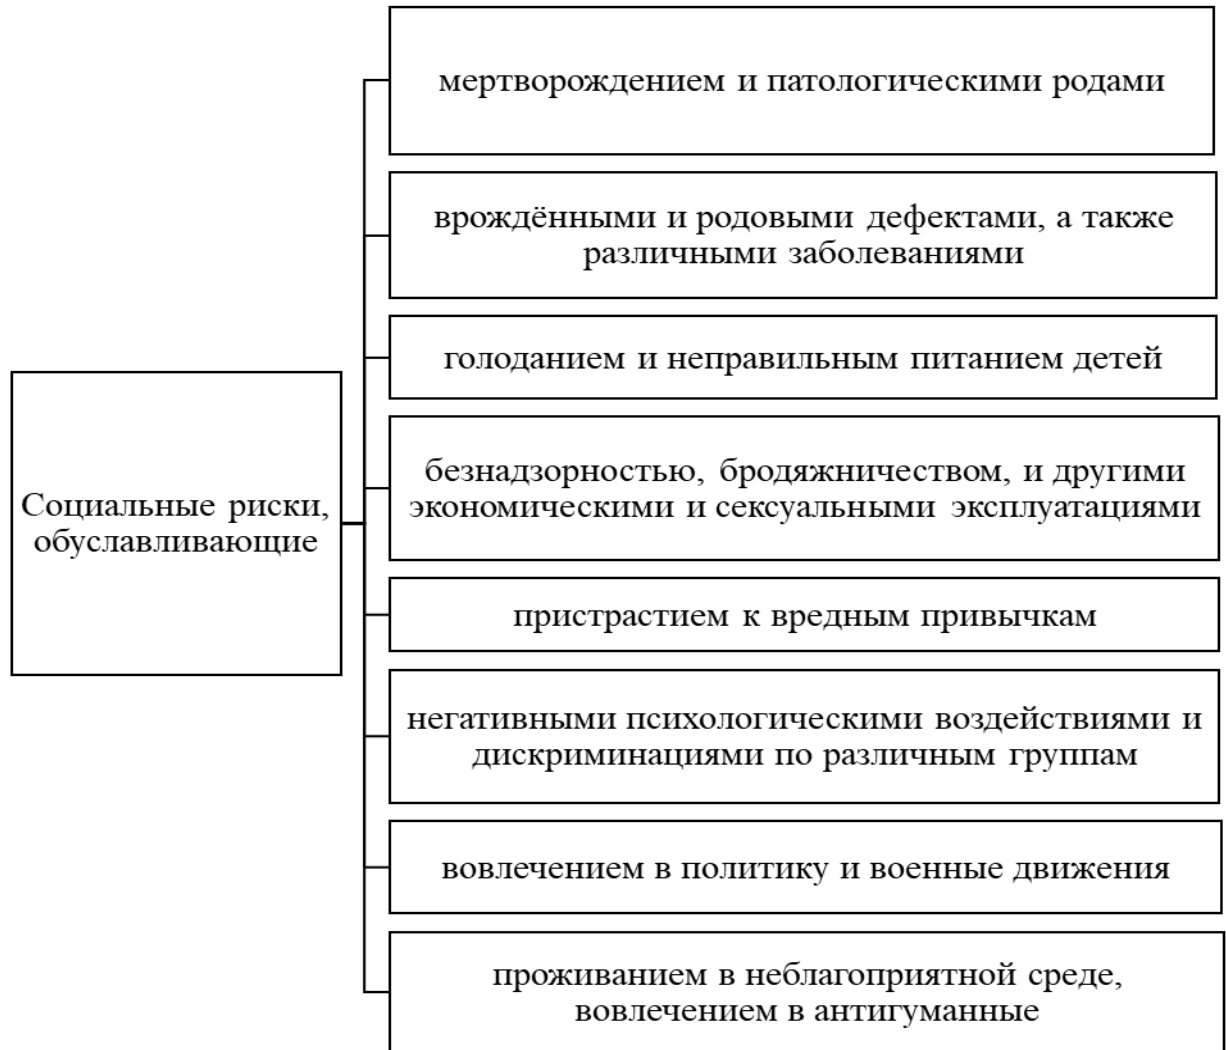 Социальные риски,
обуславливающие
мертворождением и патологическими родами
врождёнными и родовыми дефектами, а также
различными заболеваниями
голоданием и неправильным питанием детей
безнадзорностью, бродяжничеством, и другими
экономическими и сексуальными эксплуатациями
пристрастием к вредным привычкам
негативными психологическими воздействиями и
дискриминациями по различным группам
вовлечением в политику и военные движения
проживанием в неблагоприятной среде,
вовлечением в антигуманные